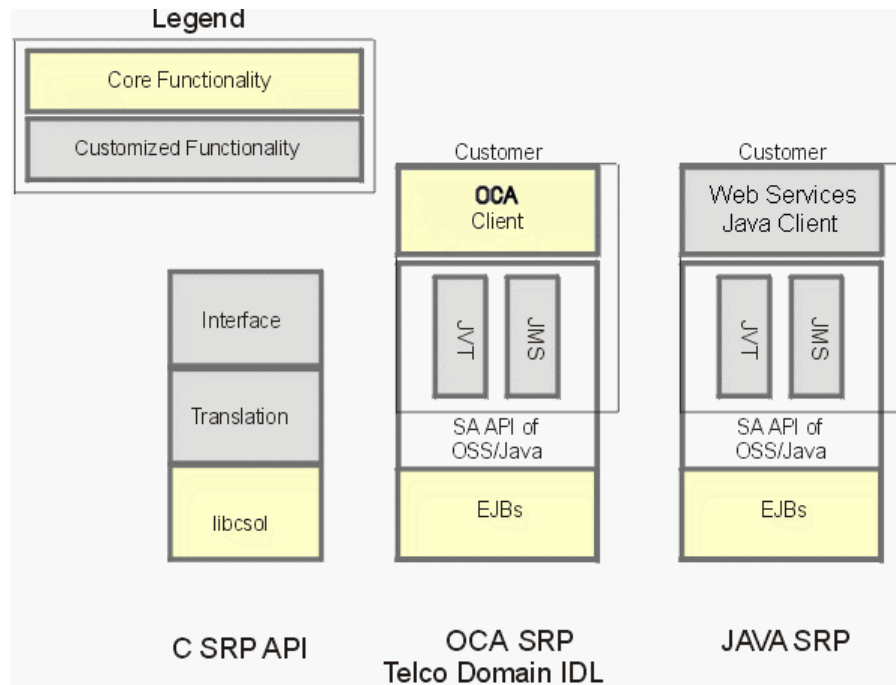 Legend
Core Functionality
Customized Functionality
Interface
Translation
libcsol
C SRP API
Customer
OCA
Client
JVT
JMS
SA API of
OSS/Java
EJBs
OCA SRP
Telco Domain IDL
Customer
Web Services
Java Client
JVT
JMS
SA API of
OSS/Java
EJBs
JAVA SRP